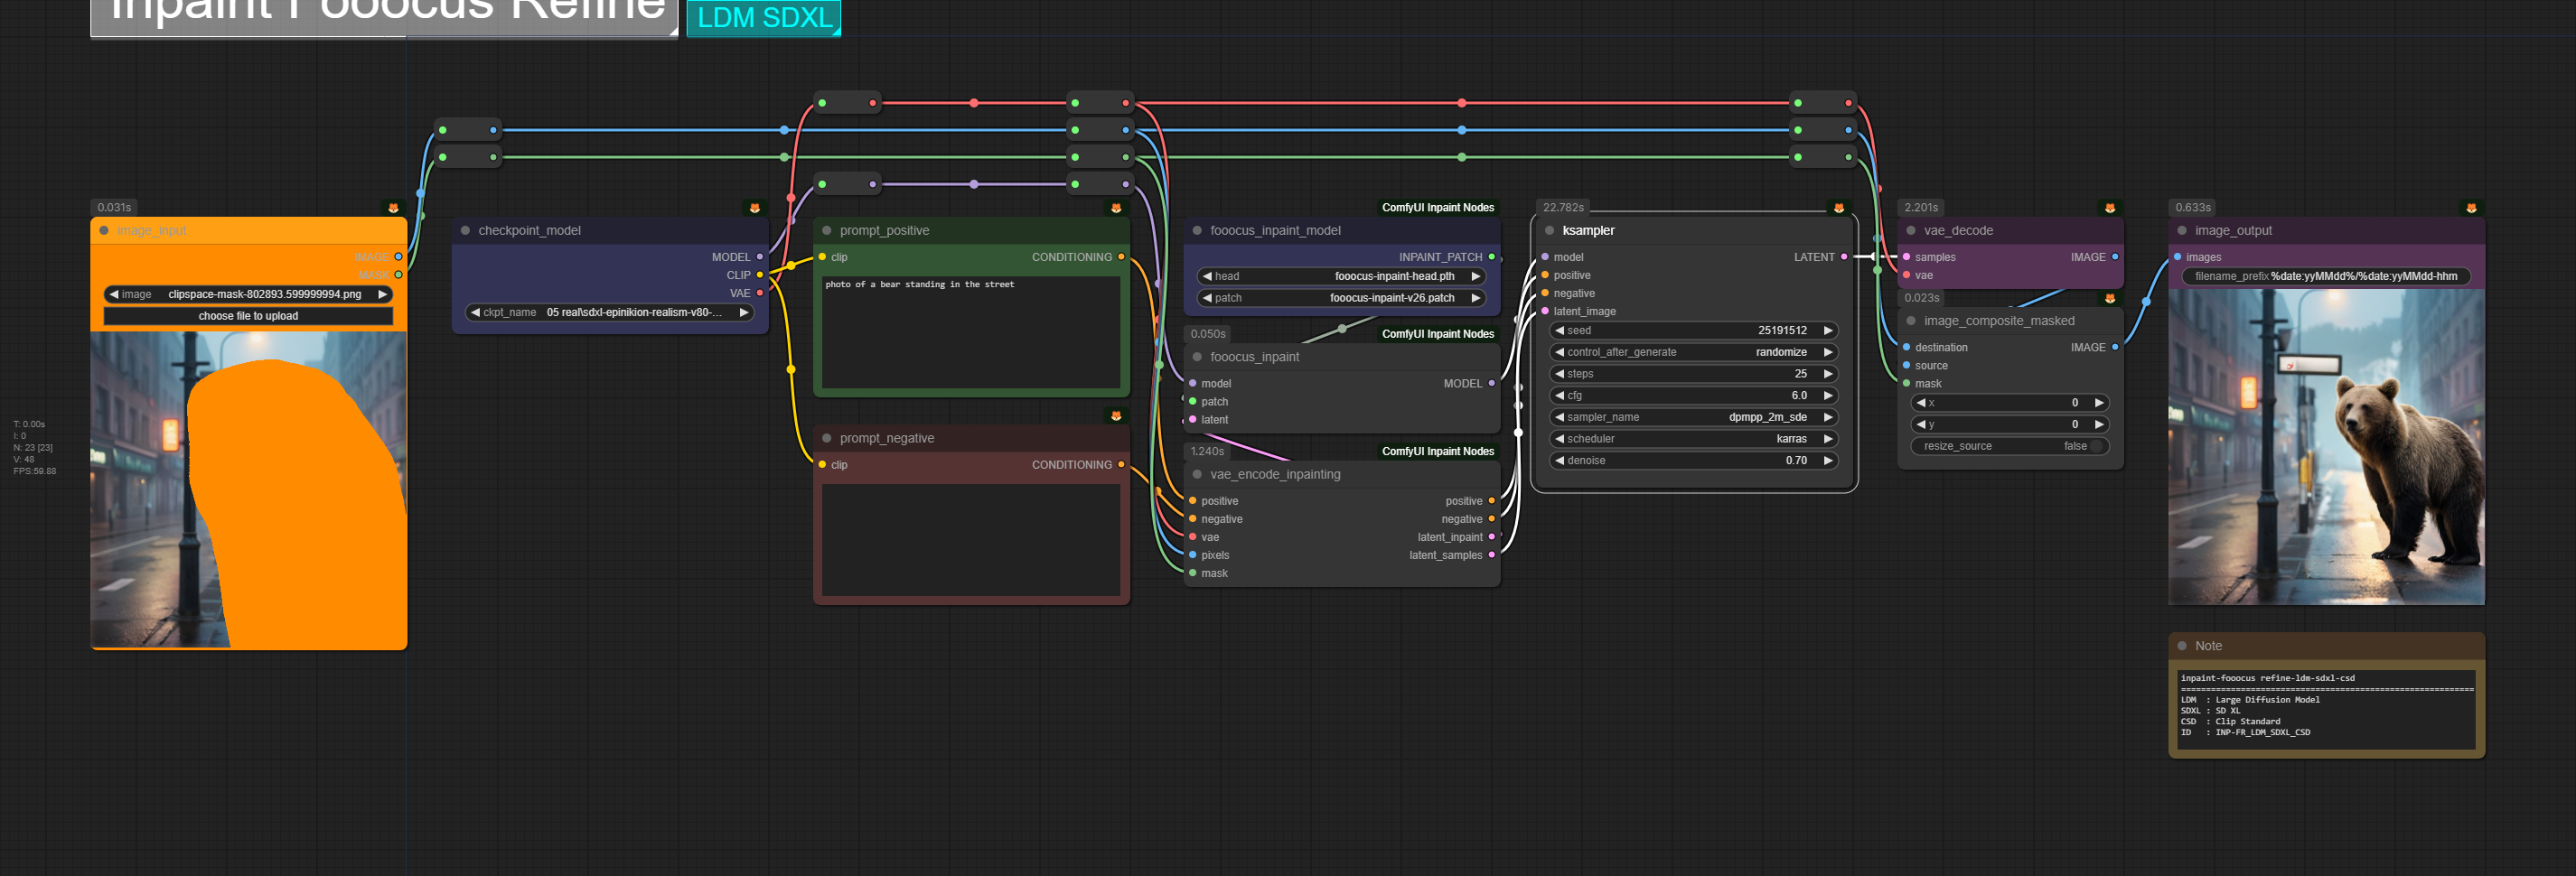 Inpaint Fooocus Refine
LDM SDXL
0.031s
image_input
IMAGE
MASK
image clipspace-mask-802893.599999994.png
choose file to upload
T: 0.00s
I: 0
N: 23 [23]
V: 48
FPS:59.88
checkpoint_model
MODEL
CLIP
VAE
ckpt_name 05 real\sdxl-epinikion-realism-v80-...
prompt_positive
clip CONDITIONING
photo of a bear standing in the street
prompt_negative
clip CONDITIONING
ComfyUI Inpaint Nodes
fooocus_inpaint_model
INPAINT_PATCH
head fooocus-inpaint-head.pth
patch fooocus-inpaint-v26.patch
0.050s ComfyUI Inpaint Nodes
fooocus_inpaint
model MODEL
patch
latent
1.240s ComfyUI Inpaint Nodes
vae_encode_inpainting
positive positive
negative negative
vae latent_inpaint
pixels latent_samples
mask
22.782s
ksampler
model LATENT
positive
negative
latent_image
seed 25191512
control_after_generate randomize
steps 25
cfg 6.0
sampler_name dpmpp_2m_sde
scheduler karras
denoise 0.70
2.201s
vae_decode
samples IMAGE
vae
0.023s
image_composite_masked
destination IMAGE
source
mask
x 0
y 0
resize_source false
0.633s
image_output
images
filename_prefix %date:yyMMdd%/%date:yyMMdd-hhm
Note
inpaint-fooocus refine-ldm-sdxl-csd
===========================================================
LDM : Large Diffusion Model
SDXL : SD XL
CSD : Clip Standard
ID : INP-FR_LDM_SDXL_CSD